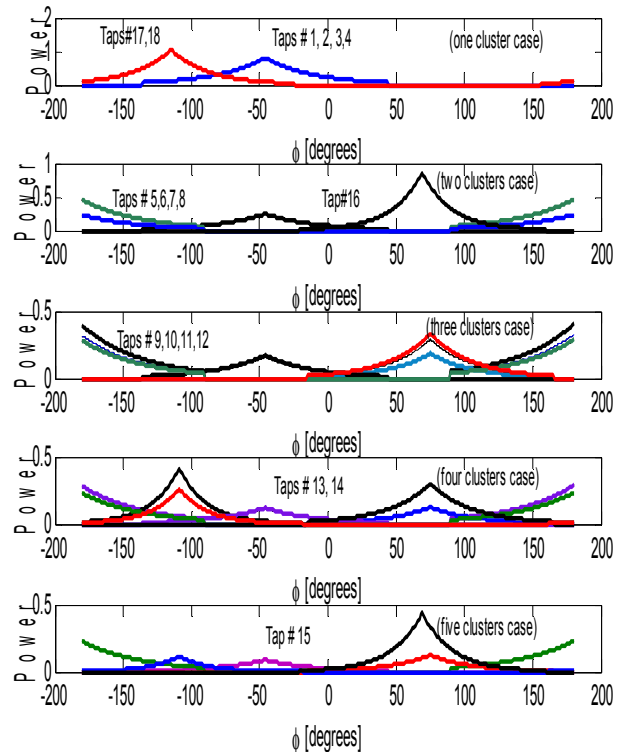 2
Taps#17,18
Taps # 1, 2, 3,4
(one cluster case)
1
0
Power
-200 -150 -100 -50 0 50 100 150 200
ϕ [degrees]
1
(two clusters case)
0.5
Taps # 5,6,7,8
Tap#16
0
Power
-200 -150 -100 -50 0 50 100 150 200
ϕ [degrees]
0.5
Taps # 9,10,11,12
(three clusters case)
0
Power
-200 -150 -100 -50 0 50 100 150 200
ϕ [degrees]
0.5
Taps # 13, 14
(four clusters case)
0
Power
-200 -150 -100 -50 0 50 100 150 200
ϕ [degrees]
0.5
Tap # 15
(five clusters case)
0
Power
-200 -150 -100 -50 0 50 100 150 200
ϕ [degrees]